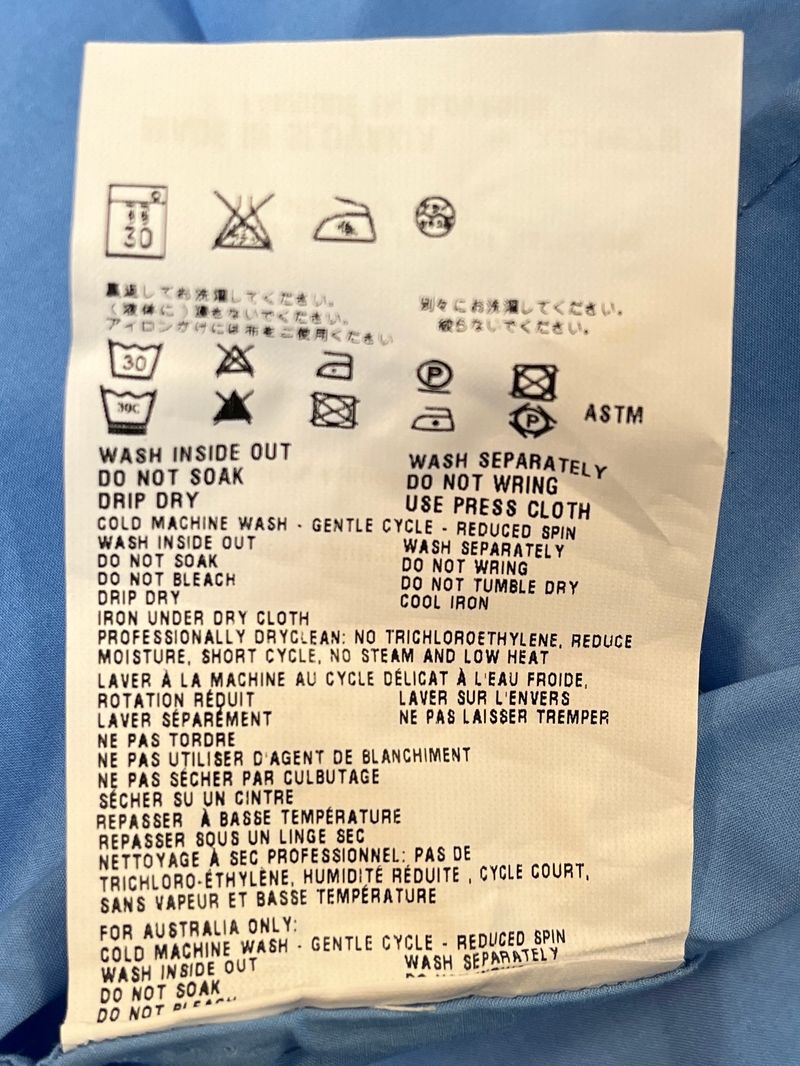 30
低
裏返してお洗濯してください。 別々にお洗濯してください。
(液体に)漬きないでください。 絞らないでください。
アイロンがけには布をご使用ください
30 P
30C P ASTM
WASH INSIDE OUT WASH SEPARATELY
DO NOT SOAK DO NOT WRING
DRIP DRY USE PRESS CLOTH
COLD MACHINE WASH - GENTLE CYCLE - REDUCED SPIN
WASH INSIDE OUT WASH SEPARATELY
DO NOT SOAK DO NOT WRING
DO NOT BLEACH DO NOT TUMBLE DRY
DRIP DRY COOL IRON
IRON UNDER DRY CLOTH
PROFESSIONALLY DRYCLEAN: NO TRICHLOROETHYLENE, REDUCE
MOISTURE, SHORT CYCLE, NO STEAM AND LOW HEAT
LAVER À LA MACHINE AU CYCLE DÉLICAT À L'EAU FROIDE,
ROTATION RÉDUIT LAVER SUR L'ENVERS
LAVER SÉPARÉMENT NE PAS LAISSER TREMPER
NE PAS TORDRE
NE PAS UTILISER D'AGENT DE BLANCHIMENT
NE PAS SÉCHER PAR CULBUTAGE
SÉCHER SU UN CINTRE
REPASSER À BASSE TEMPÉRATURE
REPASSER SOUS UN LINGE SEC
NETTOYAGE À SEC PROFESSIONNEL: PAS DE
TRICHLORO-ÉTHYLÈNE, HUMIDITÉ RÉDUITE , CYCLE COURT,
SANS VAPEUR ET BASSE TEMPÉRATURE
FOR AUSTRALIA ONLY:
COLD MACHINE WASH - GENTLE CYCLE - REDUCED SPIN
WASH INSIDE OUT WASH SEPARATELY
DO NOT SOAK
DO NOT BLEACH